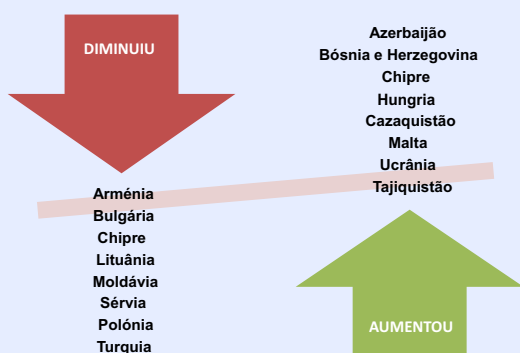 DIMINUIU
Arménia
Bulgária
Chipre
Lituânia
Moldávia
Sérvia
Polónia
Turquia
Azerbaijão
Bósnia e Herzegovina
Chipre
Hungria
Cazaquistão
Malta
Ucrânia
Tajiquistão
AUMENTOU